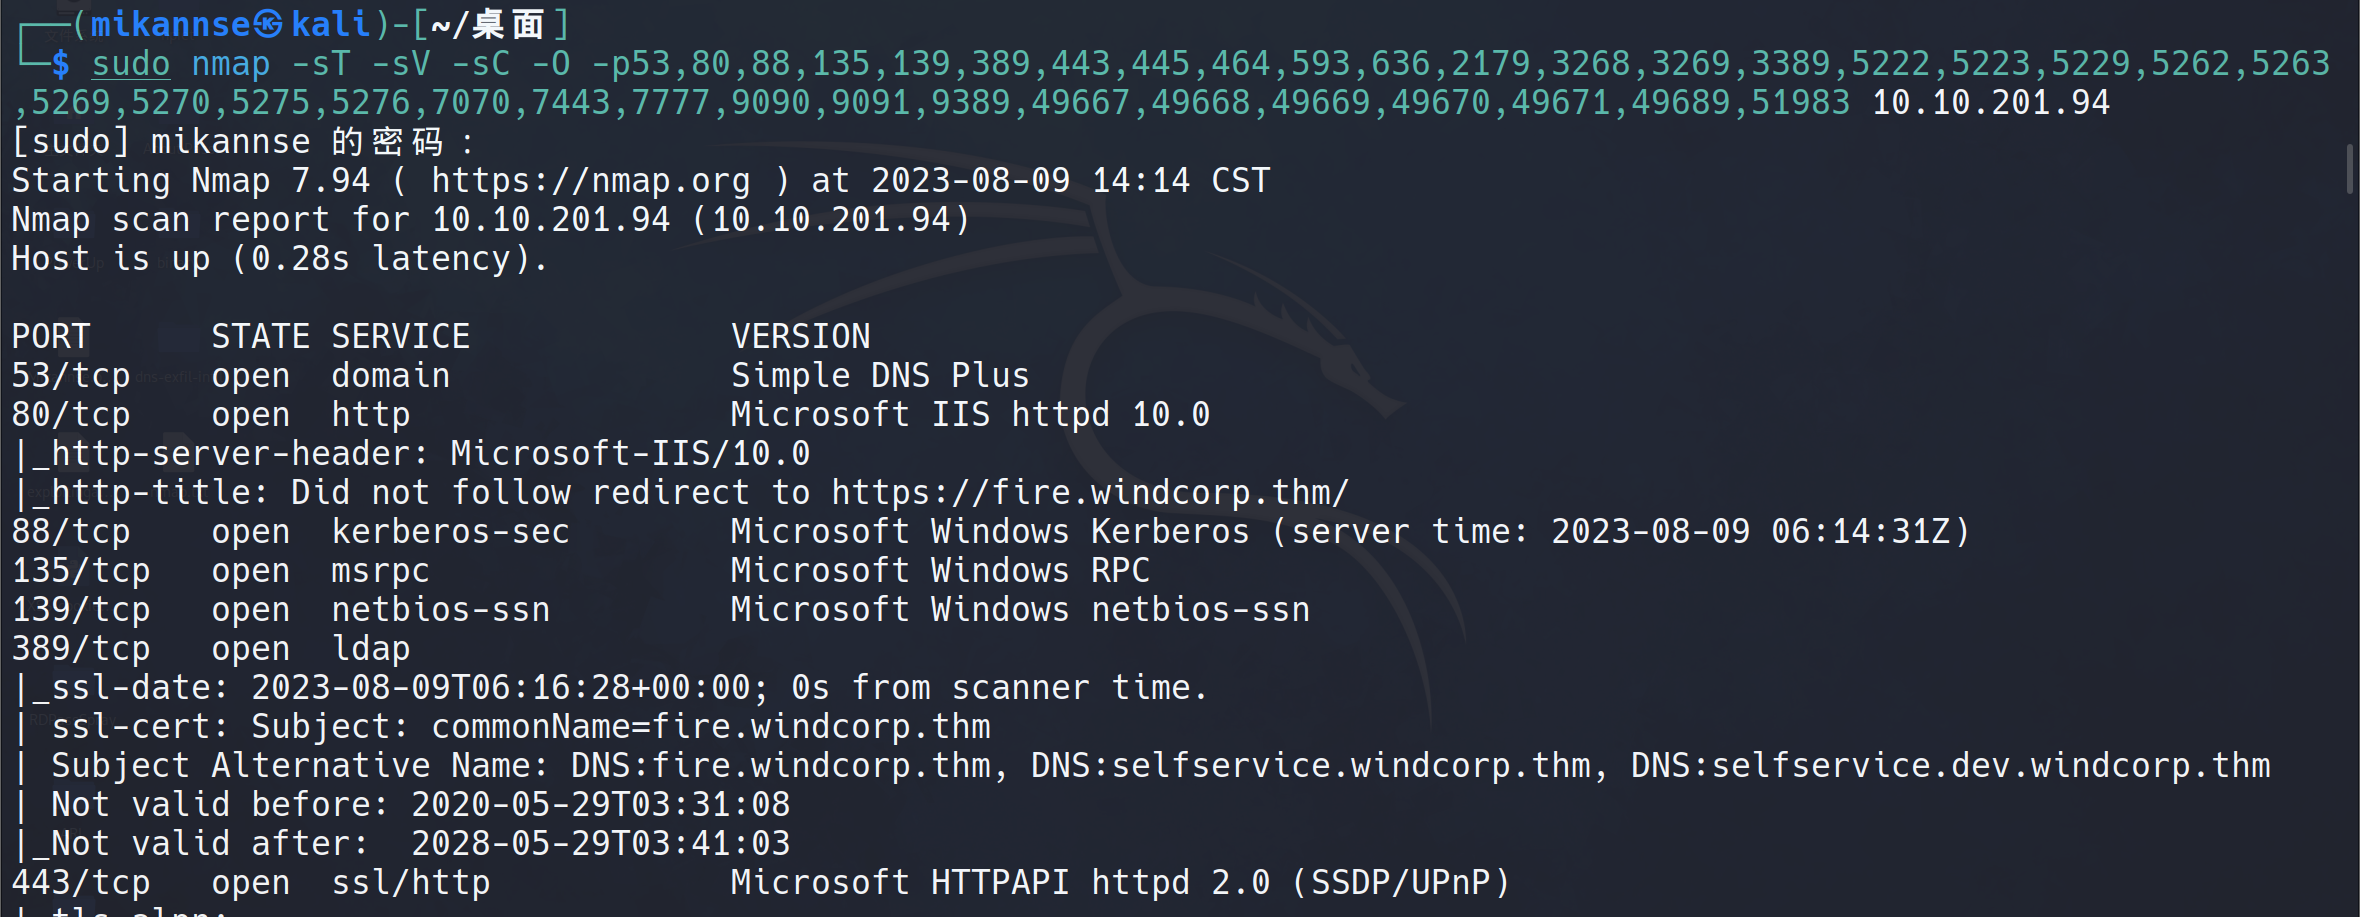 (mikannse㉿kali)-[~/桌面]
$ sudo nmap -sT -sV -sC -O -p53,80,88,135,139,389,443,445,464,593,636,2179,3268,3269,3389,5222,5223,5229,5262,5263
,5269,5270,5275,5276,7070,7443,7777,9090,9091,9389,49667,49668,49669,49670,49671,49689,51983 10.10.201.94
[sudo] mikannse 的密码：
Starting Nmap 7.94 ( https://nmap.org ) at 2023-08-09 14:14 CST
Nmap scan report for 10.10.201.94 (10.10.201.94)
Host is up (0.28s latency).
PORT STATE SERVICE VERSION
53/tcp open domain Simple DNS Plus
80/tcp open http Microsoft IIS httpd 10.0
|_http-server-header: Microsoft-IIS/10.0
|_http-title: Did not follow redirect to https://fire.windcorp.thm/
88/tcp open kerberos-sec Microsoft Windows Kerberos (server time: 2023-08-09 06:14:31Z)
135/tcp open msrpc Microsoft Windows RPC
139/tcp open netbios-ssn Microsoft Windows netbios-ssn
389/tcp open ldap
|_ssl-date: 2023-08-09T06:16:28+00:00; 0s from scanner time.
| ssl-cert: Subject: commonName=fire.windcorp.thm
| Subject Alternative Name: DNS:fire.windcorp.thm, DNS:selfservice.windcorp.thm, DNS:selfservice.dev.windcorp.thm
| Not valid before: 2020-05-29T03:31:08
|_Not valid after: 2028-05-29T03:41:03
443/tcp open ssl/http Microsoft HTTPAPI httpd 2.0 (SSDP/UPnP)
| tls-alpn: